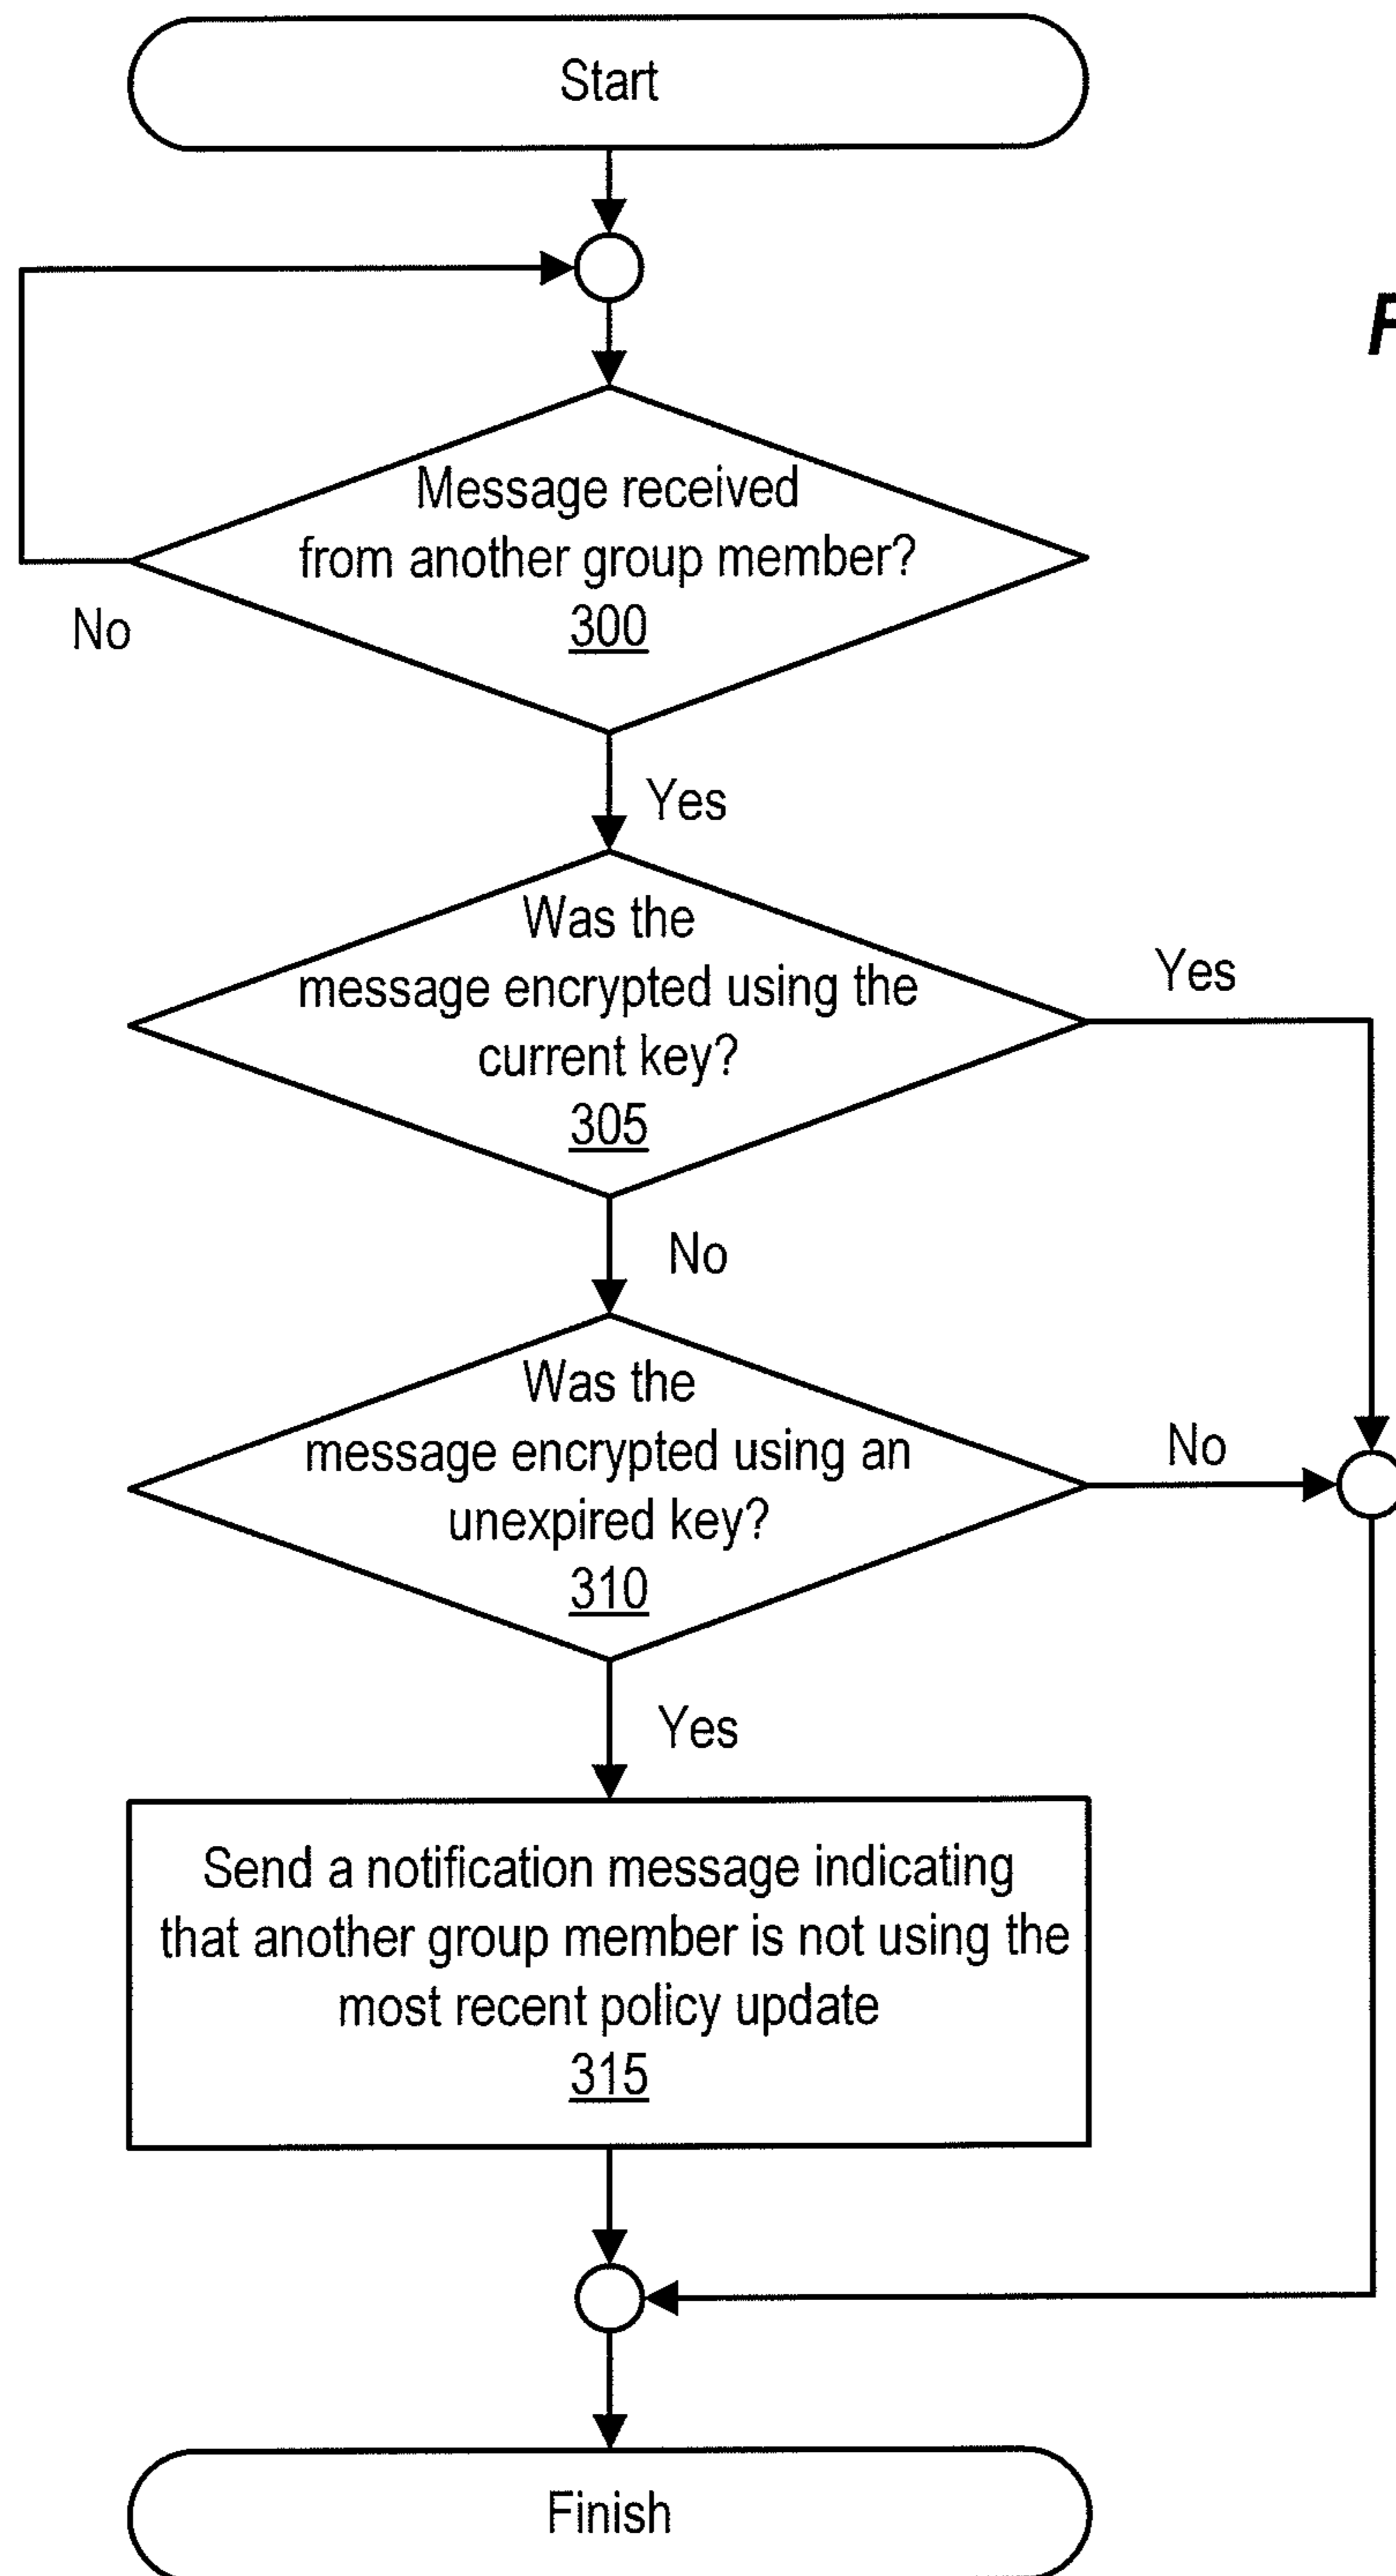 Start
Message received
from another group member?
300
No
Yes
Was the
message encrypted using the
current key?
305
Yes
No
Was the
message encrypted using an
unexpired key?
310
No
Yes
Send a notification message indicating
that another group member is not using the
most recent policy update
315
Finish